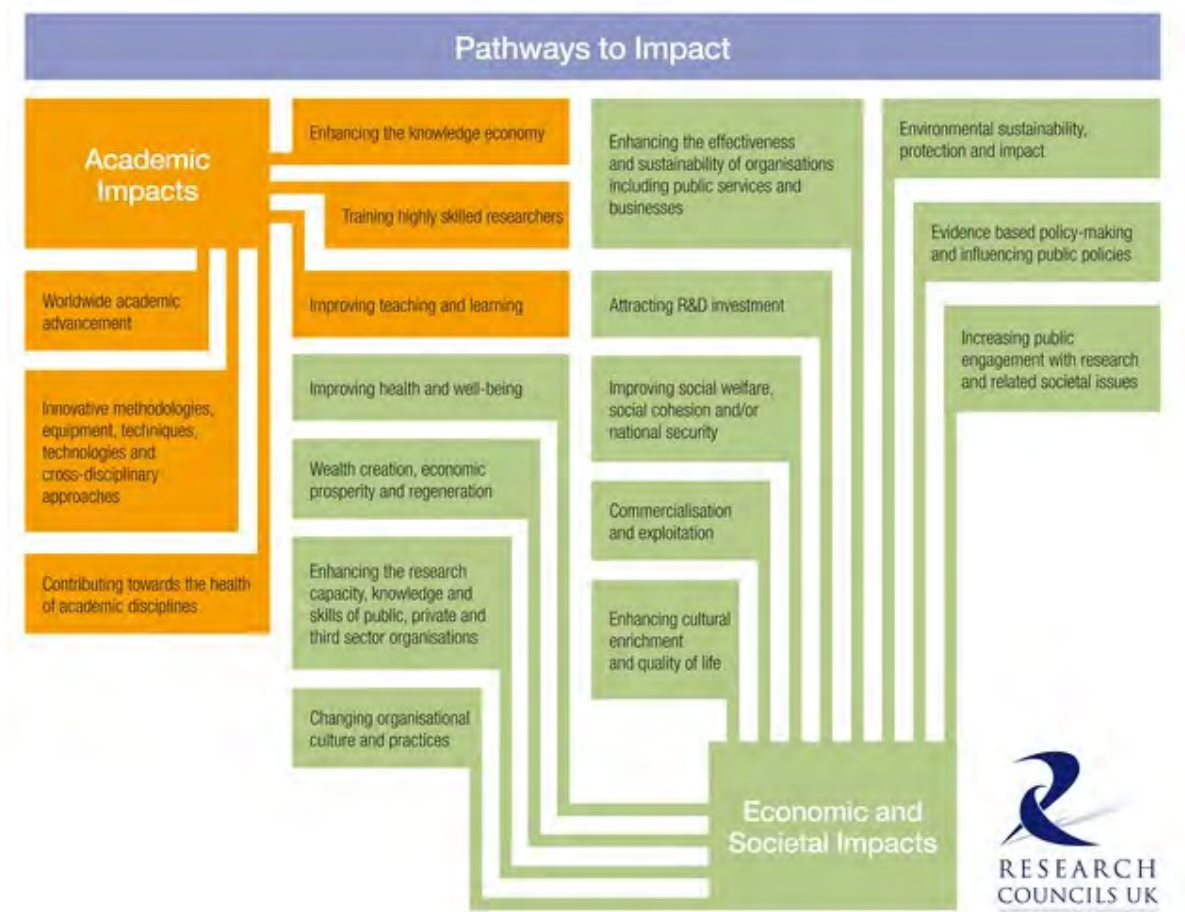 Pathways to Impact
Academic
Impacts
Enhancing the knowledge economy
Training highly skilled researchers
Improving teaching and learning
Worldwide academic
advancement
Innovative methodologies,
equipment, techniques,
technologies and
cross-disciplinary
approaches
Contributing towards the health
of academic disciplines
Improving health and well-being
Wealth creation, economic
prosperity and regeneration
Enhancing the research
capacity, knowledge and
skills of public, private and
third sector organisations
Changing organisational
culture and practices
Enhancing the effectiveness
and sustainability of organisations
including public services and
businesses
Attracting R&D investment
Improving social welfare,
social cohesion and/or
national security
Commercialisation
and exploitation
Enhancing cultural
enrichment
and quality of life
Environmental sustainability,
protection and impact
Evidence based policy-making
and influencing public policies
Increasing public
engagement with research
and related societal issues
Economic and
Societal Impacts
RESEARCH
COUNCILS UK